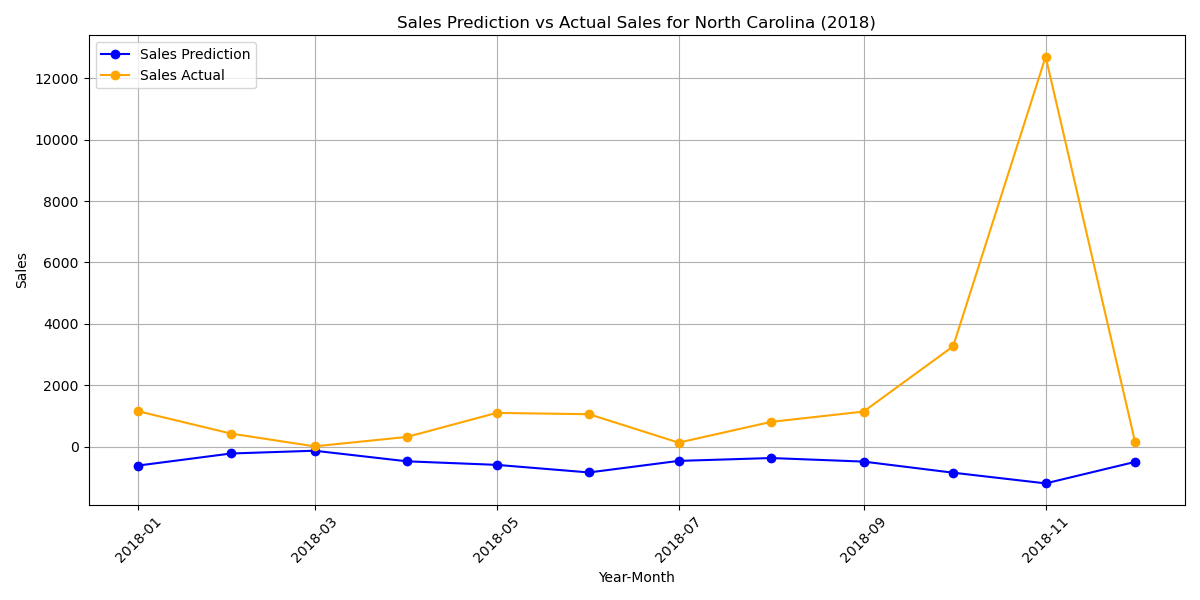 Sales Prediction vs Actual Sales for North Carolina (2018)
Sales Prediction
Sales Actual
12000
10000
8000
6000
4000
2000
0
Sales
2018-01
2018-03
2018-05
2018-07
2018-09
2018-11
Year-Month